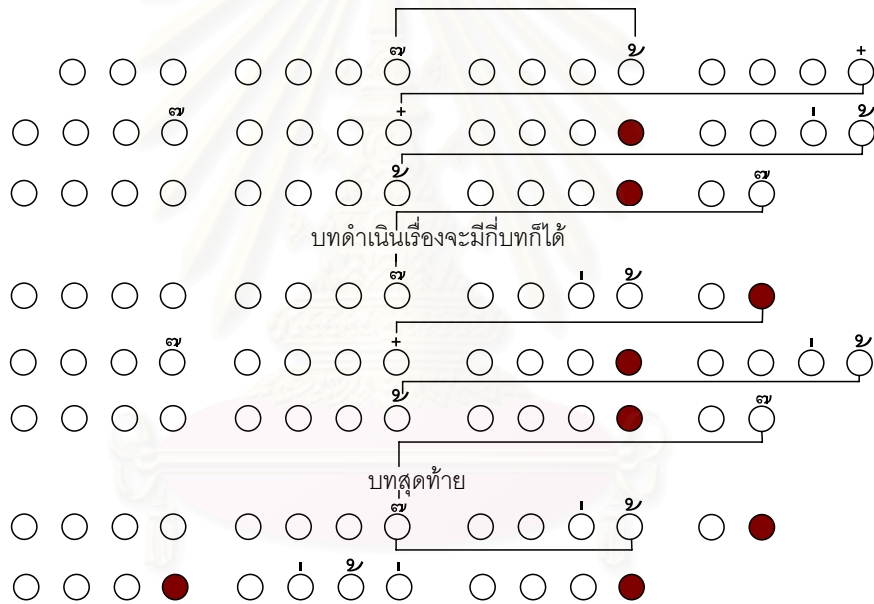 ๊ ้ ๋
๊ ๋ ่ ้
้ ๊
บทดำเนินเรื่องจะมีกี่บทก็ได้
๊ ่ ้
๊ ๋ ่ ้
้ ๊
บทสุดท้าย
๊ ่ ้
่ ้ ่